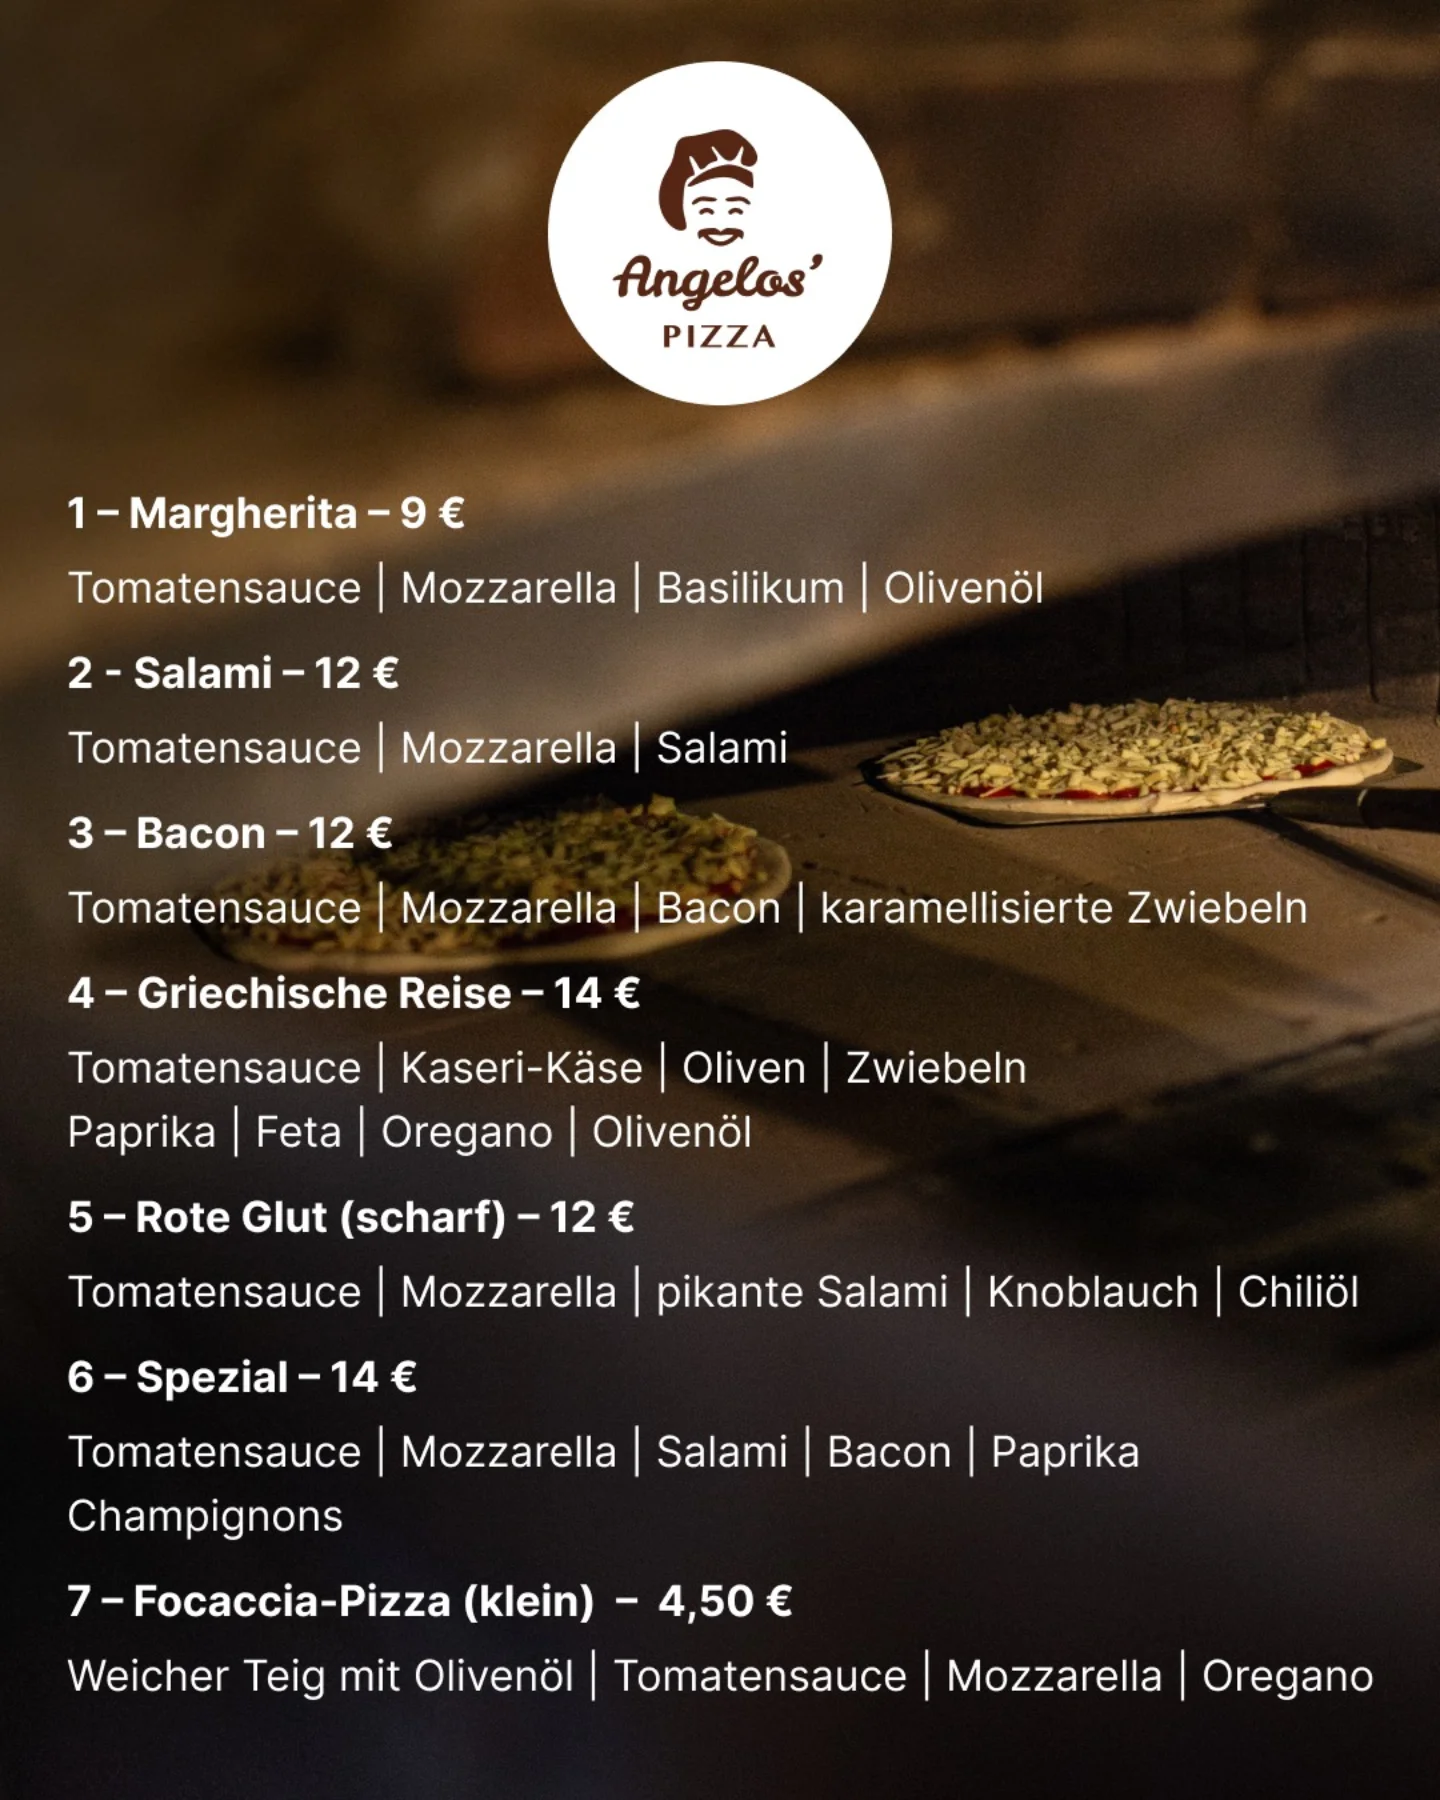 Angelos’
PIZZA
1 – Margherita – 9 €
Tomatensauce | Mozzarella | Basilikum | Olivenöl
2 - Salami – 12 €
Tomatensauce | Mozzarella | Salami
3 – Bacon – 12 €
Tomatensauce | Mozzarella | Bacon | karamellisierte Zwiebeln
4 – Griechische Reise – 14 €
Tomatensauce | Kaseri-Käse | Oliven | Zwiebeln
Paprika | Feta | Oregano | Olivenöl
5 – Rote Glut (scharf) – 12 €
Tomatensauce | Mozzarella | pikante Salami | Knoblauch | Chiliöl
6 – Spezial – 14 €
Tomatensauce | Mozzarella | Salami | Bacon | Paprika
Champignons
7 – Focaccia-Pizza (klein) – 4,50 €
Weicher Teig mit Olivenöl | Tomatensauce | Mozzarella | Oregano